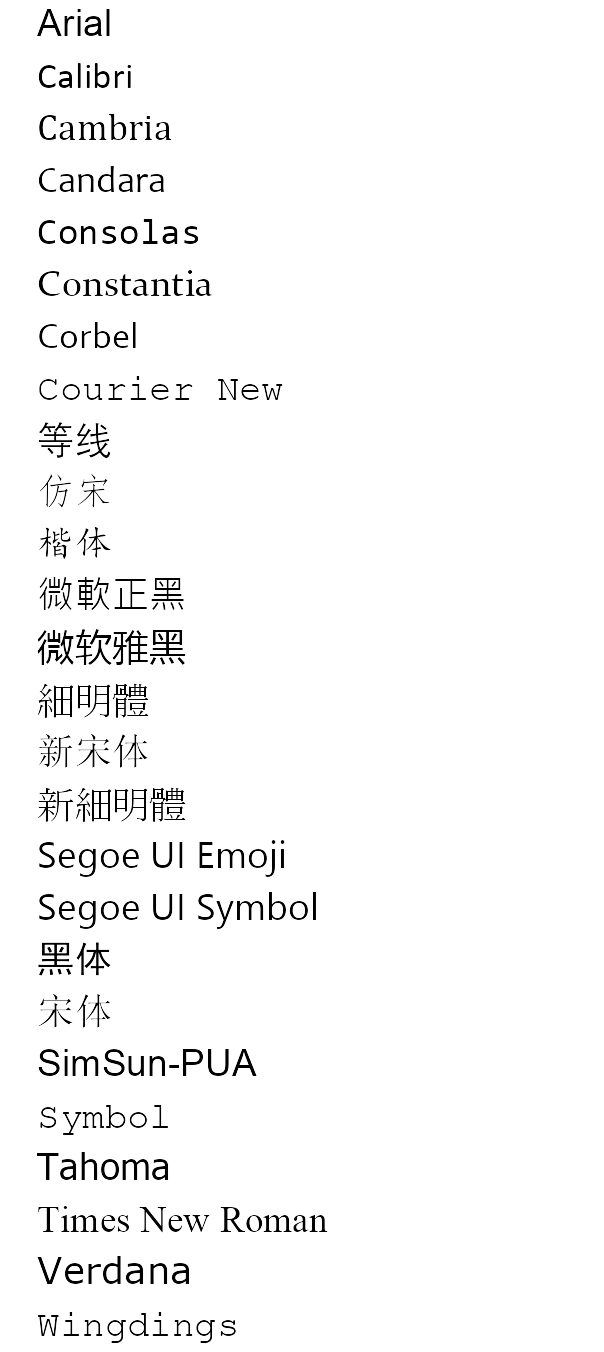 Arial
Calibri
Cambria
Candara
Consolas
Constantia
Corbel
Courier New
等线
仿宋
楷体
微軟正黑
微软雅黑
細明體
新宋体
新細明體
Segoe UI Emoji
Segoe UI Symbol
黑体
宋体
SimSun-PUA
Symbol
Tahoma
Times New Roman
Verdana
Wingdings